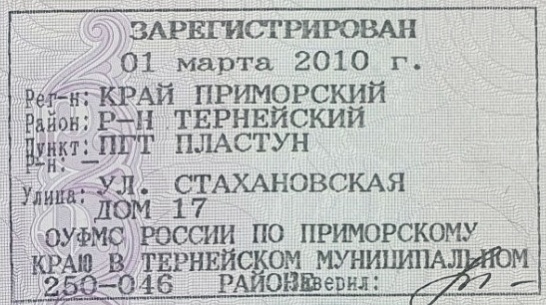 ЗАРЕГИСТРИРОВАН
01 марта 2010 г.
Рег-н: КРАЙ ПРИМОРСКИЙ
Район: Р-Н ТЕРНЕЙСКИЙ
Пункт: ПГТ ПЛАСТУН
Р-н: –
Улица: УЛ. СТАХАНОВСКАЯ
ДОМ 17
ОУФМС РОССИИ ПО ПРИМОРСКОМУ
КРАЮ В ТЕРНЕЙСКОМ МУНИЦИПАЛЬНОМ
250-046 РАЙОНЕ Заверил: